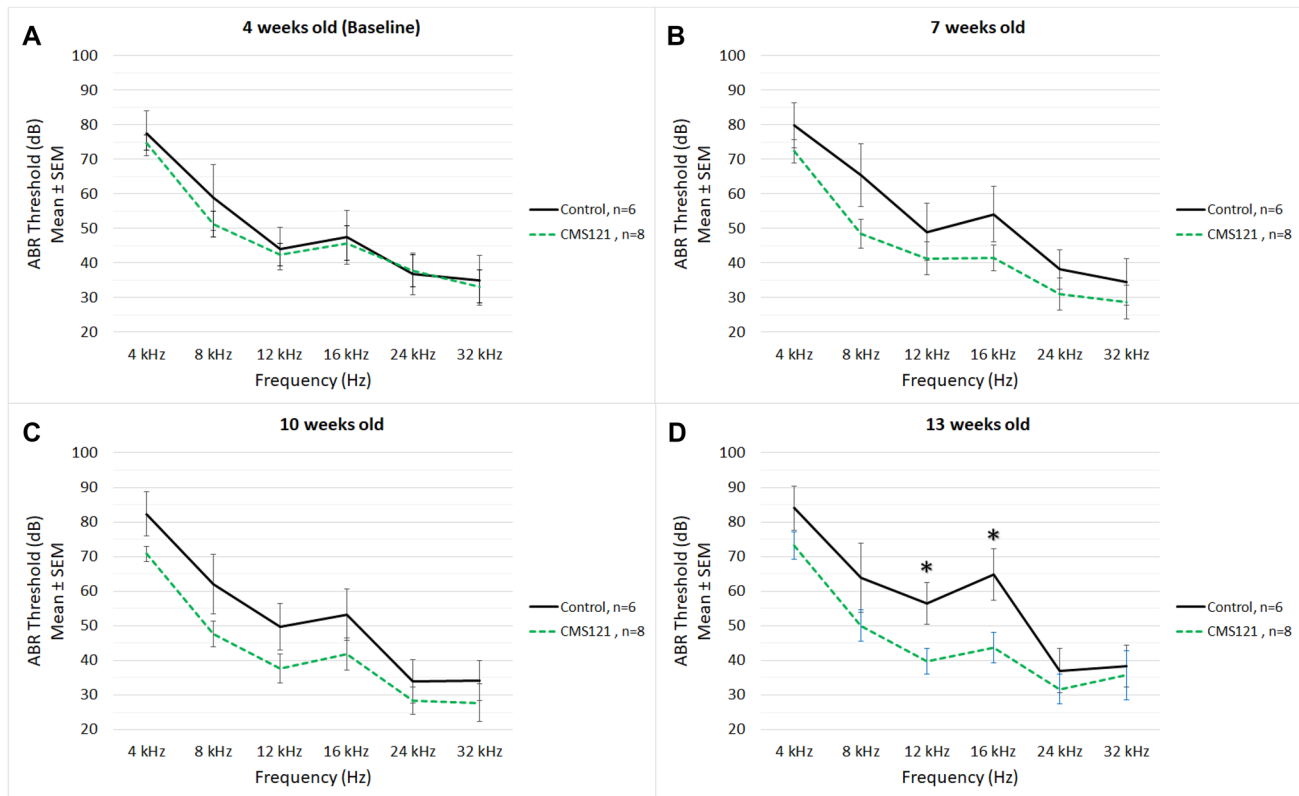 A
4 weeks old (Baseline)
ABR Threshold (dB)
Mean ± SEM
100
90
80
70
60
50
40
30
20
4 kHz 8 kHz 12 kHz 16 kHz 24 kHz 32 kHz
Frequency (Hz)
Control, n=6
CMS121 , n=8
B
7 weeks old
ABR Threshold (dB)
Mean ± SEM
100
90
80
70
60
50
40
30
20
4 kHz 8 kHz 12 kHz 16 kHz 24 kHz 32 kHz
Frequency (Hz)
Control, n=6
CMS121 , n=8
C
10 weeks old
ABR Threshold (dB)
Mean ± SEM
100
90
80
70
60
50
40
30
20
4 kHz 8 kHz 12 kHz 16 kHz 24 kHz 32 kHz
Frequency (Hz)
Control, n=6
CMS121 , n=8
D
13 weeks old
ABR Threshold (dB)
Mean ± SEM
100
90
80
70
60
50
40
30
20
* *
4 kHz 8 kHz 12 kHz 16 kHz 24 kHz 32 kHz
Frequency (Hz)
Control, n=6
CMS121 , n=8